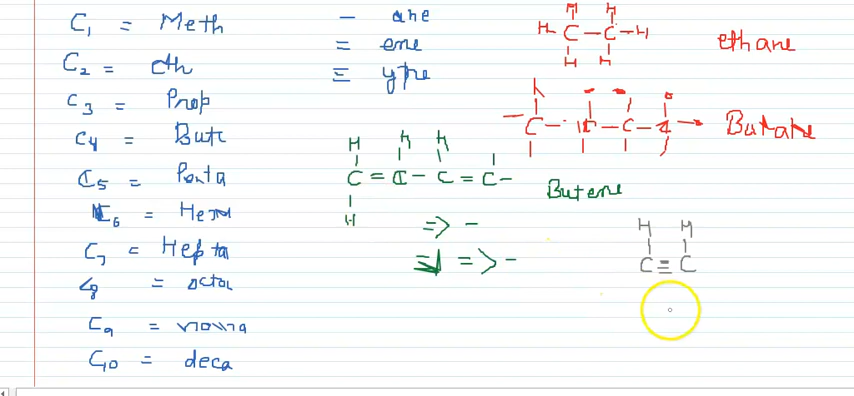 C1 = Meth
C2 = eth
C3 = Prop
C4 = Buta
C5 = Penta
C6 = Hexa
C7 = Hepta
C8 = octa
C9 = nona
C10 = deca
- ane
= ene
≡ yne
H H
H - C - C - H
H H
ethane
- C - C - C - C -
Butane
H H H
C = C - C = C -
H
Butene
=> -
=> -
H H
C ≡ C